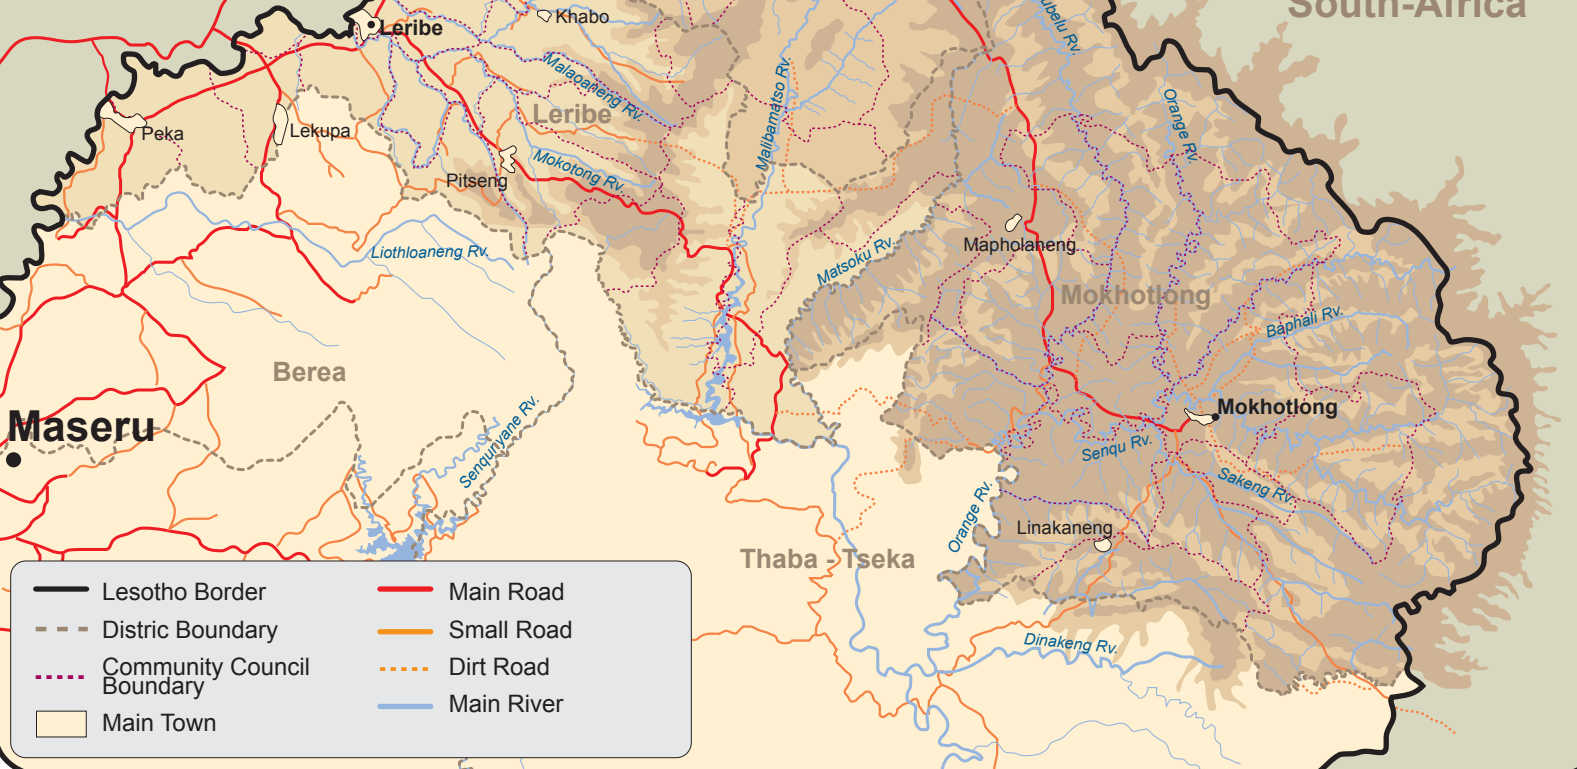 South-Africa
Khabo
Leribe
ubelu Rv.
Malaoaneng Rv.
Malibamatso Rv.
Orange Rv.
Leribe
Peka
Lekupa
Mokotong Rv.
Pitseng
Mapholaneng
Matsoku Rv.
Liothloaneng Rv.
Mokhotlong
Baphali Rv.
Berea
Mokhotlong
Maseru
Senqunyane Rv.
Senqu Rv.
Sakeng Rv.
Orange Rv.
Linakaneng
Thaba - Tseka
Dinakeng Rv.
Lesotho Border
Distric Boundary
Community Council
Boundary
Main Town
Main Road
Small Road
Dirt Road
Main River